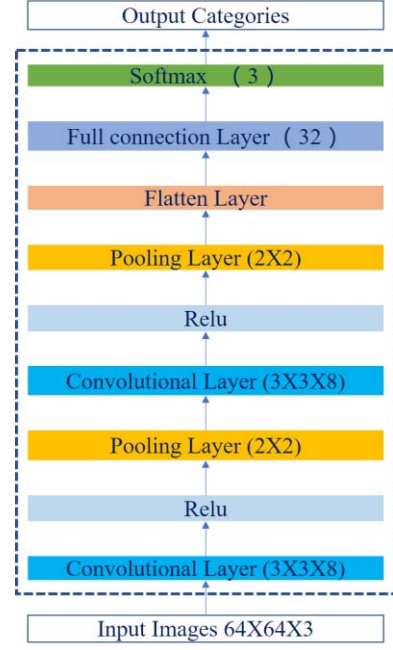 Output Categories
Softmax （3）
Full connection Layer（32）
Flatten Layer
Pooling Layer (2X2)
Relu
Convolutional Layer (3X3X8)
Pooling Layer (2X2)
Relu
Convolutional Layer (3X3X8)
Input Images 64X64X3